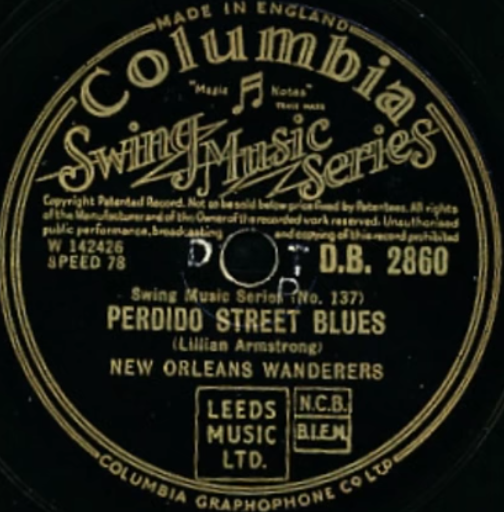 MADE IN ENGLAND
Columbia
"Magic Notes"
TRADE MARK
Swing Music Series
Copyright Patented Record. Not to be sold below price fixed by Patentees. All rights
of the Manufacturer and of the Owner of the recorded work reserved. Unauthorised
public performance, broadcasting and copying of this record prohibited
W 142426
D.B. 2860
SPEED 78
Swing Music Series (No. 137)
PERDIDO STREET BLUES
(Lillian Armstrong)
NEW ORLEANS WANDERERS
LEEDS
MUSIC
LTD.
N.C.B.
B.I.E.M.
COLUMBIA GRAPHOPHONE CO LTD